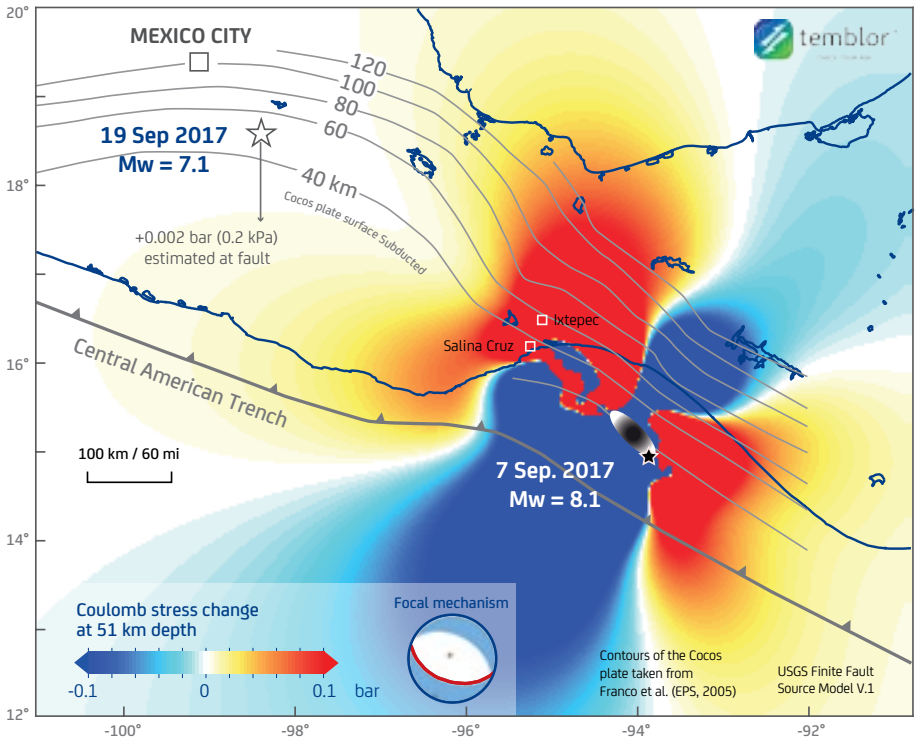 20°
18°
16°
14°
12°
-100°
-98°
-96°
-94°
-92°
MEXICO CITY
temblor
120
100
80
60
40 km
Cocos plate surface Subducted
19 Sep 2017
Mw = 7.1
+0.002 bar (0.2 kPa)
estimated at fault
Ixtepec
Salina Cruz
Central American Trench
100 km / 60 mi
7 Sep. 2017
Mw = 8.1
Coulomb stress change
at 51 km depth
-0.1
0
0.1
bar
Focal mechanism
Contours of the Cocos
plate taken from
Franco et al. (EPS, 2005)
USGS Finite Fault
Source Model V.1